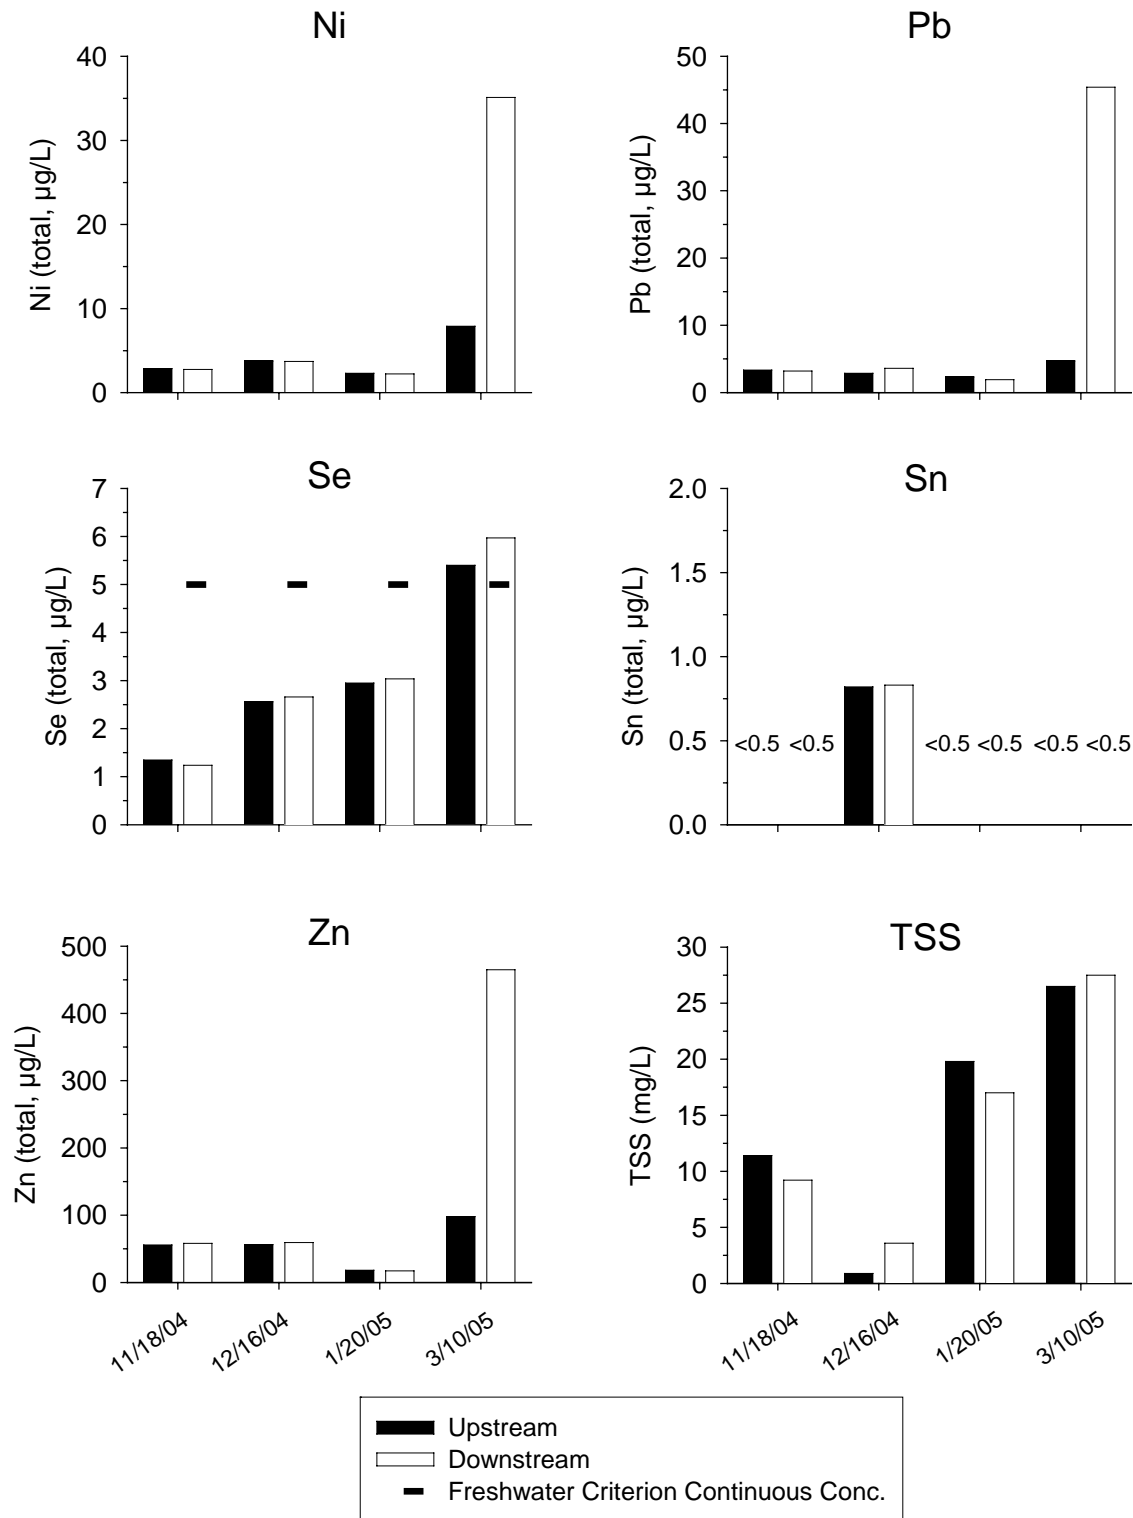 Ni
40
30
20
10
0
Ni (total, µg/L)
Pb
50
40
30
20
10
0
Pb (total, µg/L)
Se
7
6
5
4
3
2
1
0
Se (total, µg/L)
Sn
2.0
1.5
1.0
0.5
0.0
Sn (total, µg/L)
<0.5 <0.5 <0.5 <0.5 <0.5 <0.5
Zn
500
400
300
200
100
0
Zn (total, µg/L)
11/18/04 12/16/04 1/20/05 3/10/05
TSS
30
25
20
15
10
5
0
TSS (mg/L)
11/18/04 12/16/04 1/20/05 3/10/05
Upstream
Downstream
Freshwater Criterion Continuous Conc.